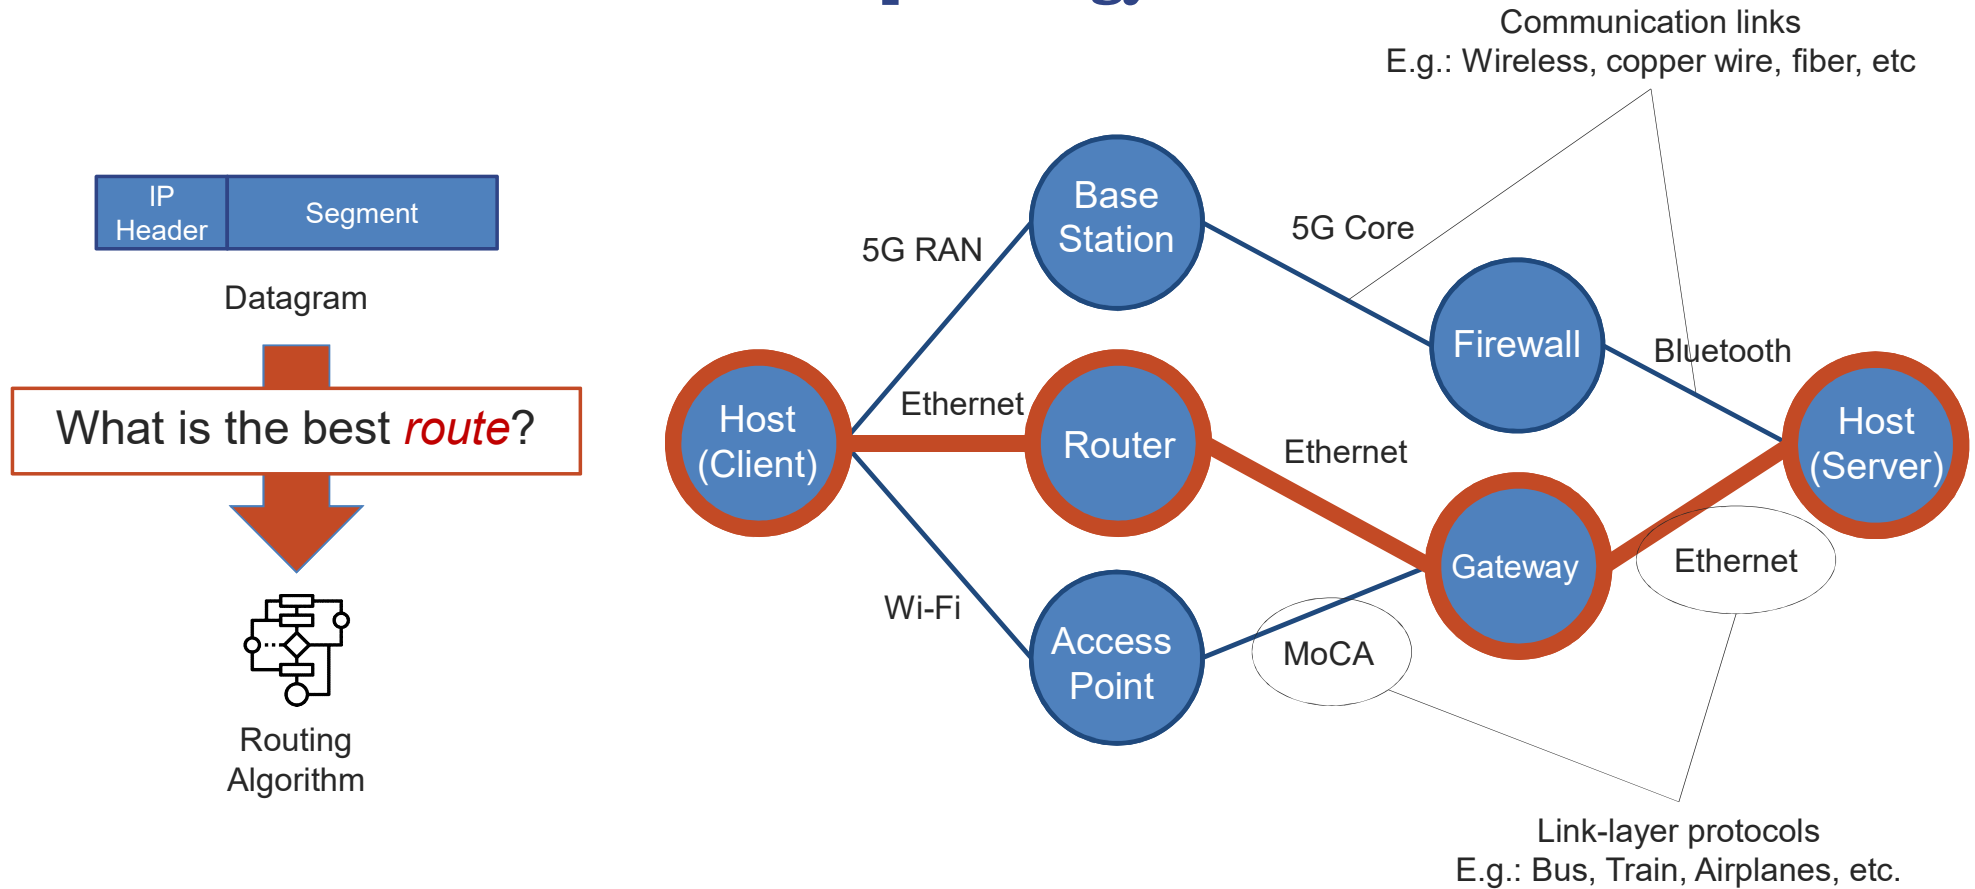 Communication links
E.g.: Wireless, copper wire, fiber, etc
IP
Header
Segment
Datagram
What is the best route?
Routing
Algorithm
Base
Station
5G RAN
5G Core
Firewall
Bluetooth
Ethernet
Host
(Client)
Router
Ethernet
Host
(Server)
Gateway
Ethernet
Wi-Fi
Access
Point
MoCA
Link-layer protocols
E.g.: Bus, Train, Airplanes, etc.